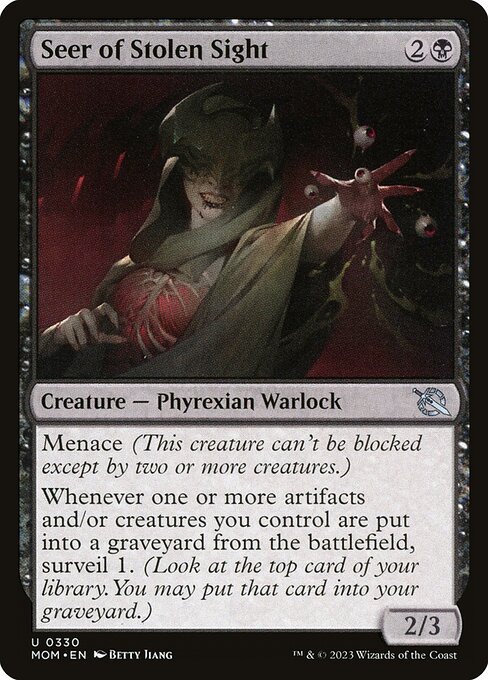 Seer of Stolen Sight 2
Creature — Phyrexian Warlock
Menace (This creature can't be blocked
except by two or more creatures.)
Whenever one or more artifacts
and/or creatures you control are put
into a graveyard from the battlefield,
surveil 1. (Look at the top card of your
library. You may put that card into your
graveyard.)
2/3
U 0330
MOM • EN Betty Jiang
™ & © 2023 Wizards of the Coast